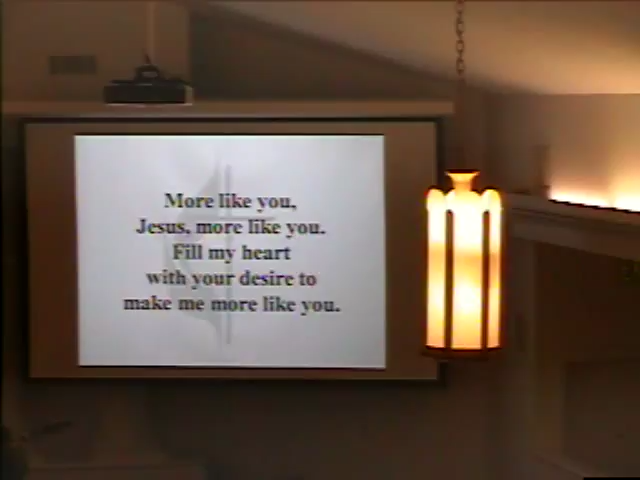 More like you,
Jesus, more like you.
Fill my heart
with your desire to
make me more like you.